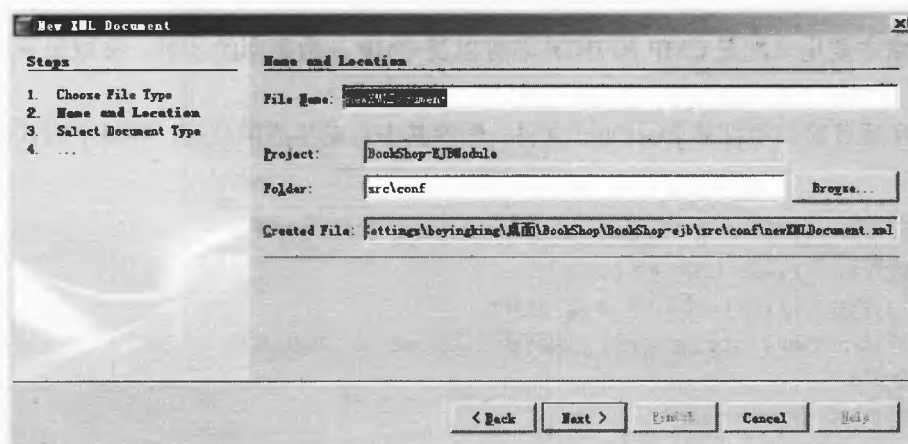 New XML Document
Steps
1. Choose File Type
2. Name and Location
3. Select Document Type
4. ...
Name and Location
File Name: newXMLDocument
Project: BookShop-EJBModule
Folder: src\conf
Browse...
Created File: ettings\boyingking\桌面\BookShop\BookShop-ejb\src\conf\newXMLDocument.xml
< Back
Next >
Finish
Cancel
Help